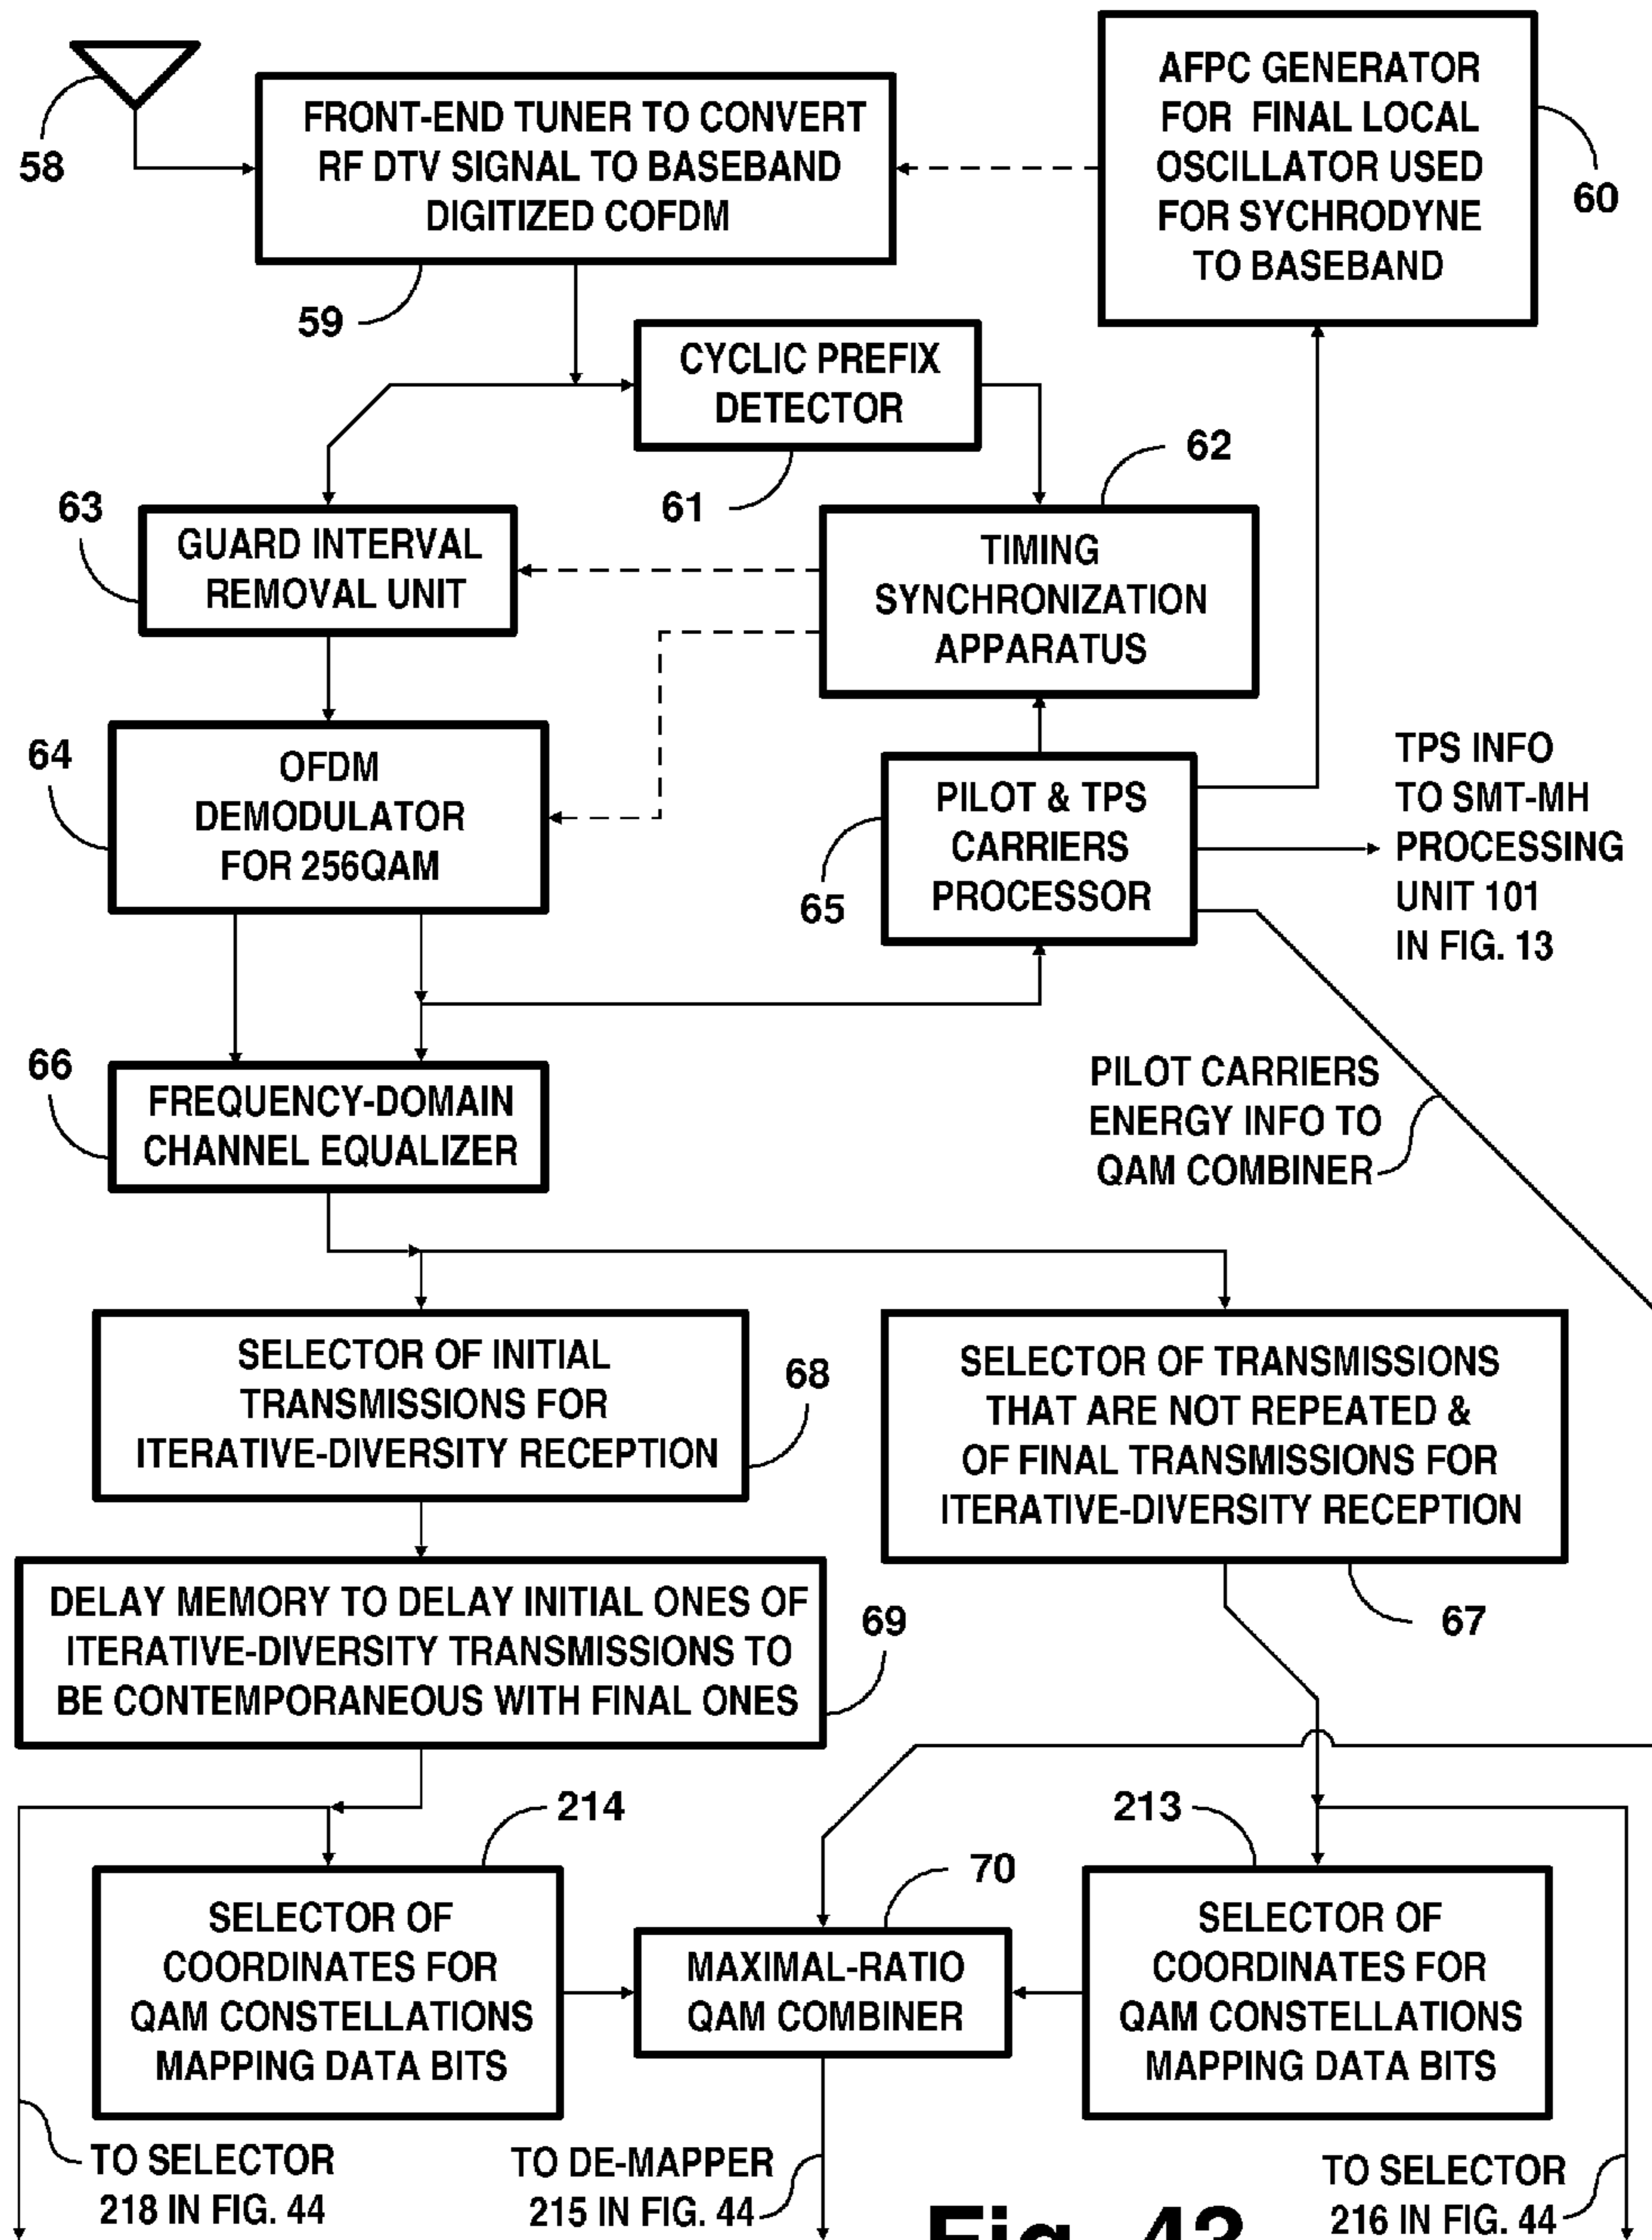 58
FRONT-END TUNER TO CONVERT
RF DTV SIGNAL TO BASEBAND
DIGITIZED COFDM
59
AFPC GENERATOR
FOR FINAL LOCAL
OSCILLATOR USED
FOR SYCHRODYNE
TO BASEBAND
60
CYCLIC PREFIX
DETECTOR
61
62
63
GUARD INTERVAL
REMOVAL UNIT
TIMING
SYNCHRONIZATION
APPARATUS
64
OFDM
DEMODULATOR
FOR 256QAM
PILOT & TPS
CARRIERS
PROCESSOR
65
TPS INFO
TO SMT-MH
PROCESSING
UNIT 101
IN FIG. 13
66
FREQUENCY-DOMAIN
CHANNEL EQUALIZER
PILOT CARRIERS
ENERGY INFO TO
QAM COMBINER
SELECTOR OF INITIAL
TRANSMISSIONS FOR
ITERATIVE-DIVERSITY RECEPTION
68
SELECTOR OF TRANSMISSIONS
THAT ARE NOT REPEATED &
OF FINAL TRANSMISSIONS FOR
ITERATIVE-DIVERSITY RECEPTION
67
DELAY MEMORY TO DELAY INITIAL ONES OF
ITERATIVE-DIVERSITY TRANSMISSIONS TO
BE CONTEMPORANEOUS WITH FINAL ONES
69
214
213
70
SELECTOR OF
COORDINATES FOR
QAM CONSTELLATIONS
MAPPING DATA BITS
MAXIMAL-RATIO
QAM COMBINER
SELECTOR OF
COORDINATES FOR
QAM CONSTELLATIONS
MAPPING DATA BITS
TO SELECTOR
218 IN FIG. 44
TO DE-MAPPER
215 IN FIG. 44
TO SELECTOR
216 IN FIG. 44
Fig. 43